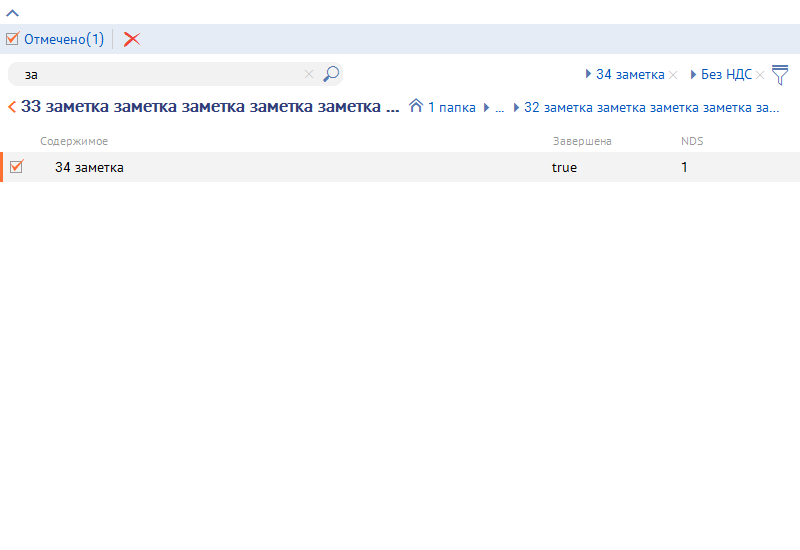 Отмечено(1)
за 34 заметка Без НДС
33 заметка заметка заметка заметка заметка ... 1 папка ... 32 заметка заметка заметка заметка за...
Содержимое Завершена NDS
34 заметка true 1